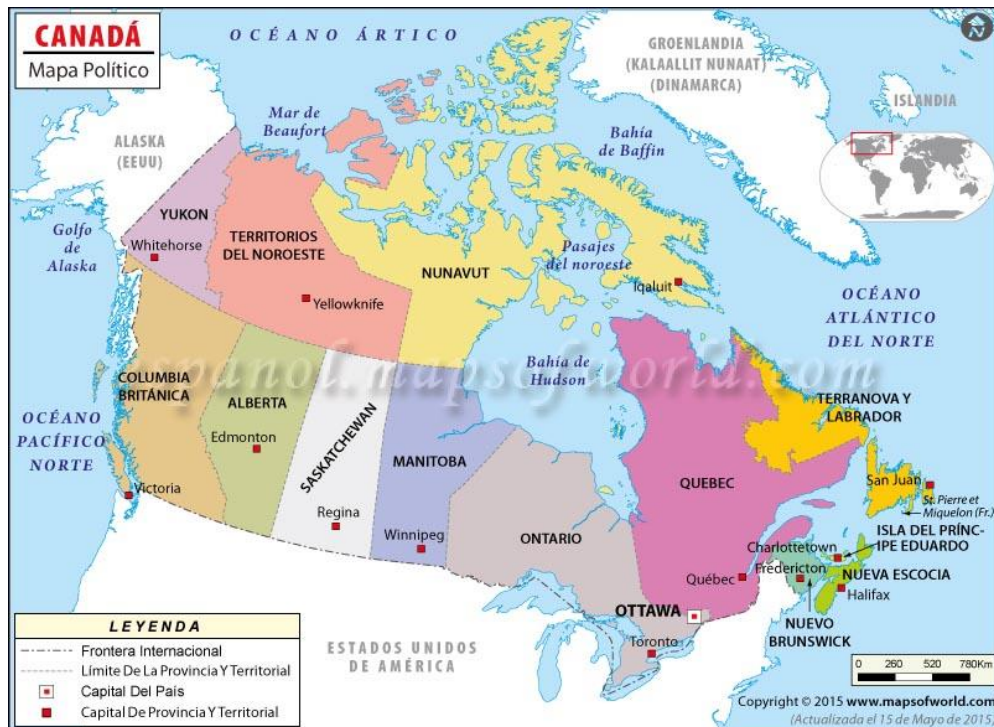 CANADÁ
Mapa Político
OCÉANO ÁRTICO
GROENLANDIA
(KALAALLIT NUNAAT)
(DINAMARCA)
ISLANDIA
N
Mar de
Beaufort
Bahía
de Baffin
ALASKA
(EEUU)
YUKON
Golfo
de
Alaska
Whitehorse
TERRITORIOS
DEL NOROESTE
Yellowknife
NUNAVUT
Pasajes
del noroeste
Iqaluit
OCÉANO
ATLÁNTICO
DEL NORTE
espanol.mapsofworld.com
Bahía de
Hudson
COLUMBIA
BRITÁNICA
ALBERTA
Edmonton
SASKATCHEWAN
MANITOBA
TERRANOVA Y
LABRADOR
OCÉANO
PACÍFICO
NORTE
Victoria
Regina
Winnipeg
ONTARIO
QUEBEC
San Juan
St. Pierre et
Miquelon (Fr.)
ISLA DEL PRÍNC-
IPE EDUARDO
Charlottetown
Fredericton
NUEVA ESCOCIA
Halifax
Québec
NUEVO
BRUNSWICK
OTTAWA
Toronto
ESTADOS UNIDOS
DE AMÉRICA
LEYENDA
Frontera Internacional
Límite De La Provincia Y Territorial
Capital Del País
Capital De Provincia Y Territorial
0 260 520 780Km
Copyright © 2015 www.mapsofworld.com
(Actualizada el 15 de Mayo de 2015)